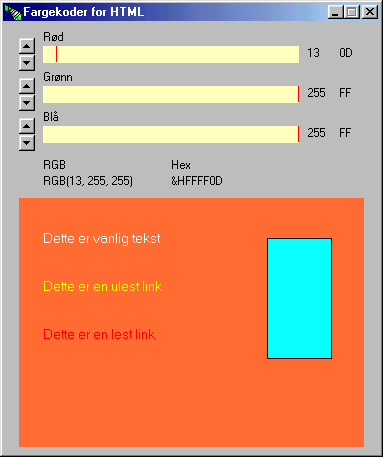 Fargekoder for HTML
Rød
13 0D
Grønn
255 FF
Blå
255 FF
RGB Hex
RGB(13, 255, 255) &HFFFF0D
Dette er vanlig tekst
Dette er en ulest link
Dette er en lest link